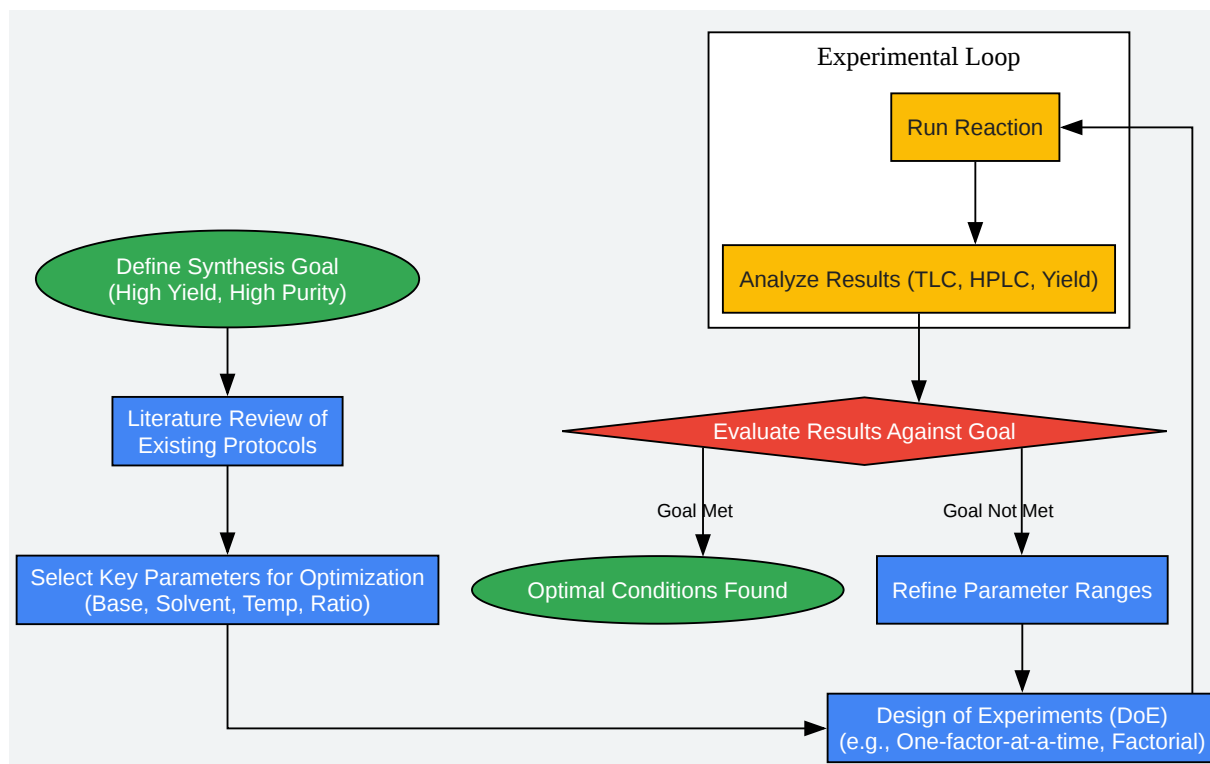 Experimental Loop
Run Reaction
Analyze Results (TLC, HPLC, Yield)
Define Synthesis Goal
(High Yield, High Purity)
Literature Review of
Existing Protocols
Select Key Parameters for Optimization
(Base, Solvent, Temp, Ratio)
Evaluate Results Against Goal
Goal Met
Goal Not Met
Optimal Conditions Found
Refine Parameter Ranges
Design of Experiments (DoE)
(e.g., One-factor-at-a-time, Factorial)